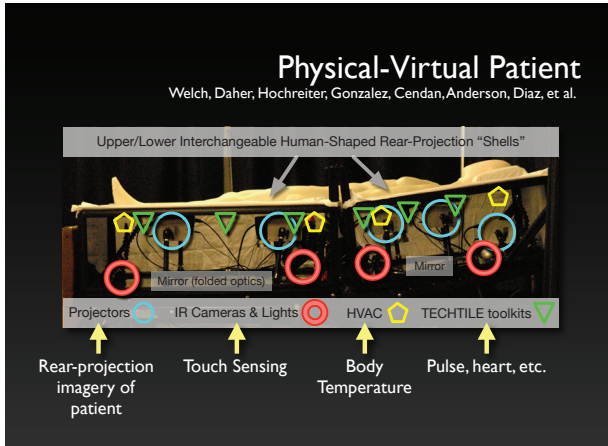 Physical-Virtual Patient
Welch, Daher, Hochreiter, Gonzalez, Cendan, Anderson, Diaz, et al.
Upper/Lower Interchangeable Human-Shaped Rear-Projection “Shells”
Mirror (folded optics)
Mirror
Projectors IR Cameras & Lights HVAC TECHTILE toolkits
Rear-projection
imagery of
patient
Touch Sensing
Body
Temperature
Pulse, heart, etc.